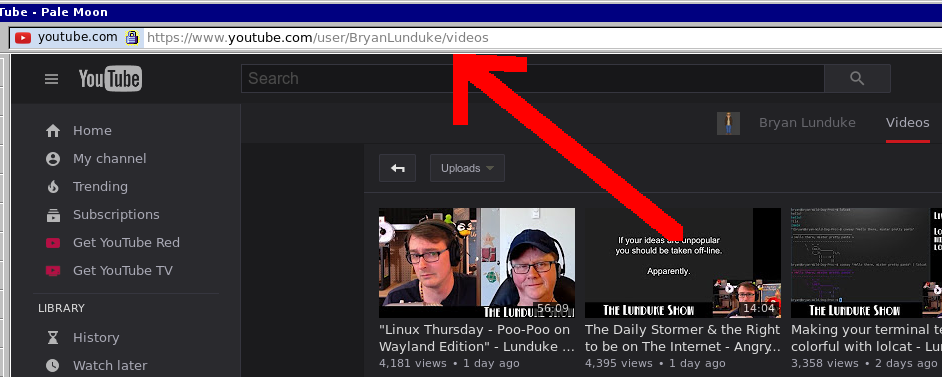 Tube - Pale Moon
youtube.com https://www.youtube.com/user/BryanLunduke/videos
YouTube Search
Home
My channel
Trending
Subscriptions
Get YouTube Red
Get YouTube TV
LIBRARY
History
Watch later
Bryan Lunduke Videos
Uploads
56:09
THE LUNDUKE SHOW
"Linux Thursday - Poo-Poo on
Wayland Edition" - Lunduke ...
4,181 views • 1 day ago
If your ideas are unpopular
you should be taken off-line.
Apparently.
14:04
THE LUNDUKE SHOW
The Daily Stormer & the Right
to be on The Internet - Angry...
4,395 views • 1 day ago
THE LUNDUKE SHOW
Making your terminal te
colorful with lolcat - Lun
3,358 views • 2 days ago